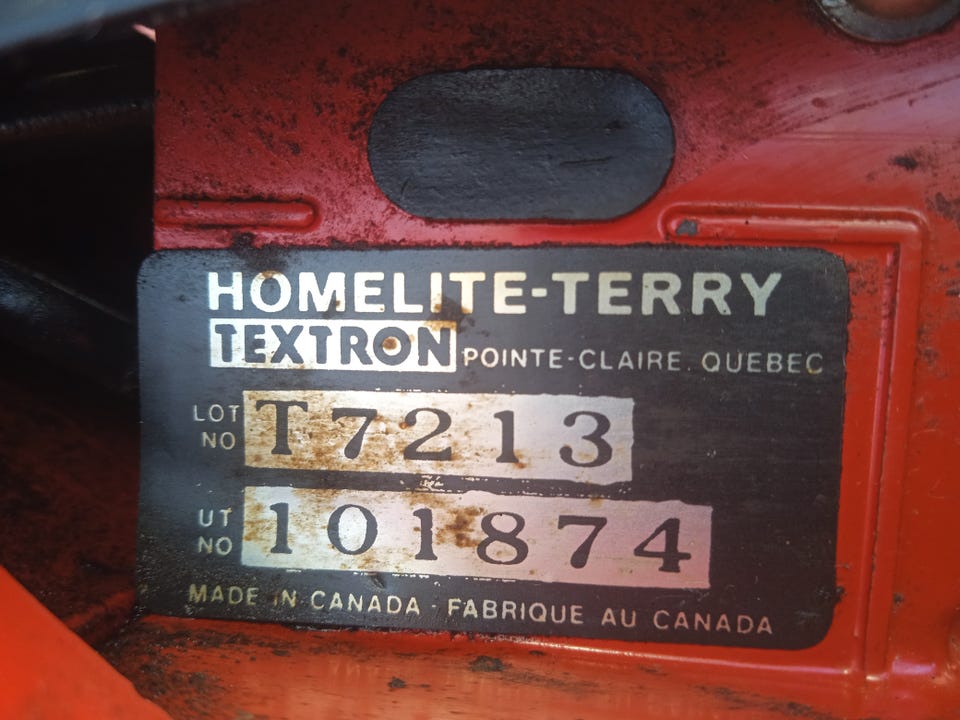 HOMELITE-TERRY
TEXTRON POINTE-CLAIRE. QUEBEC
LOT NO T7213
UT NO 101874
MADE IN CANADA - FABRIQUE AU CANADA